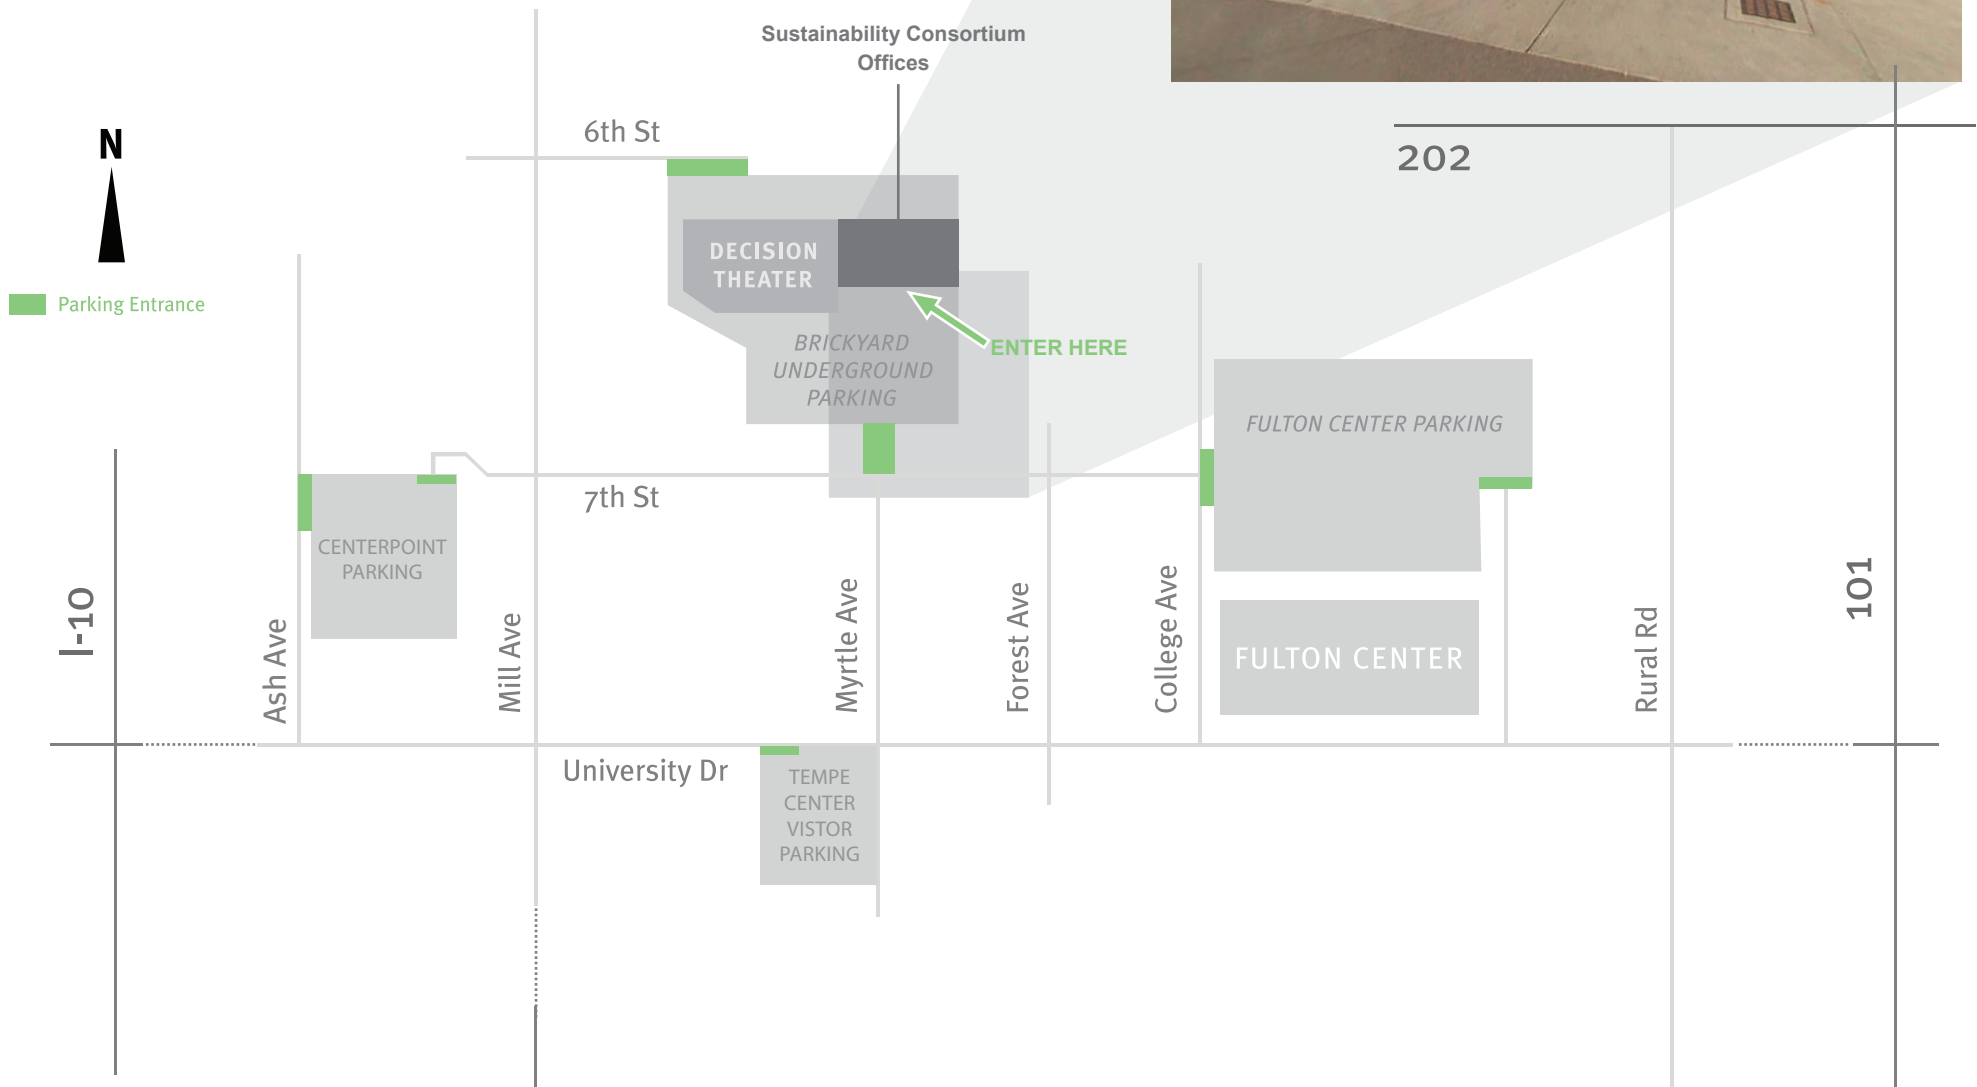 Sustainability Consortium
Offices
6th St
N
202
DECISION
THEATER
Parking Entrance
BRICKYARD
UNDERGROUND
PARKING
ENTER HERE
FULTON CENTER PARKING
7th St
CENTERPOINT
PARKING
I-10
Ash Ave
Mill Ave
Myrtle Ave
Forest Ave
College Ave
FULTON CENTER
Rural Rd
101
University Dr
TEMPE
CENTER
VISTOR
PARKING